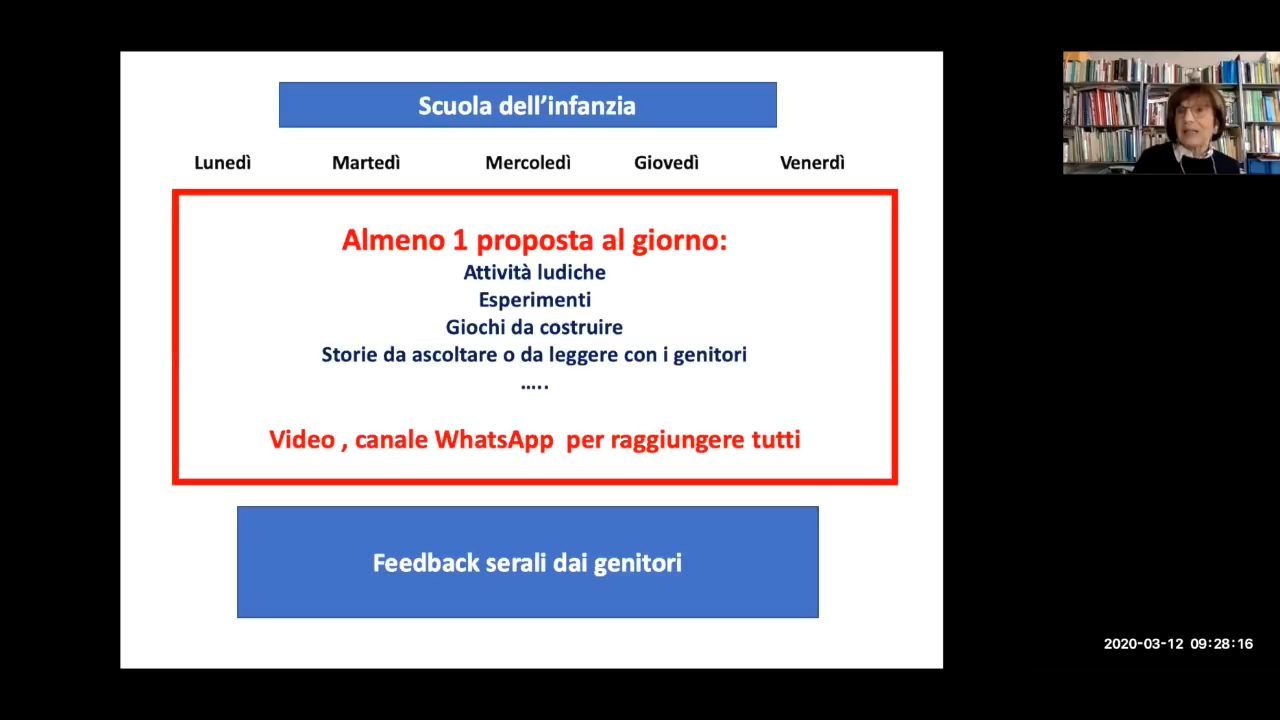 Scuola dell’infanzia
Lunedì Martedì Mercoledì Giovedì Venerdì
Almeno 1 proposta al giorno:
Attività ludiche
Esperimenti
Giochi da costruire
Storie da ascoltare o da leggere con i genitori
…..
Video , canale WhatsApp per raggiungere tutti
Feedback serali dai genitori
2020-03-12 09:28:16